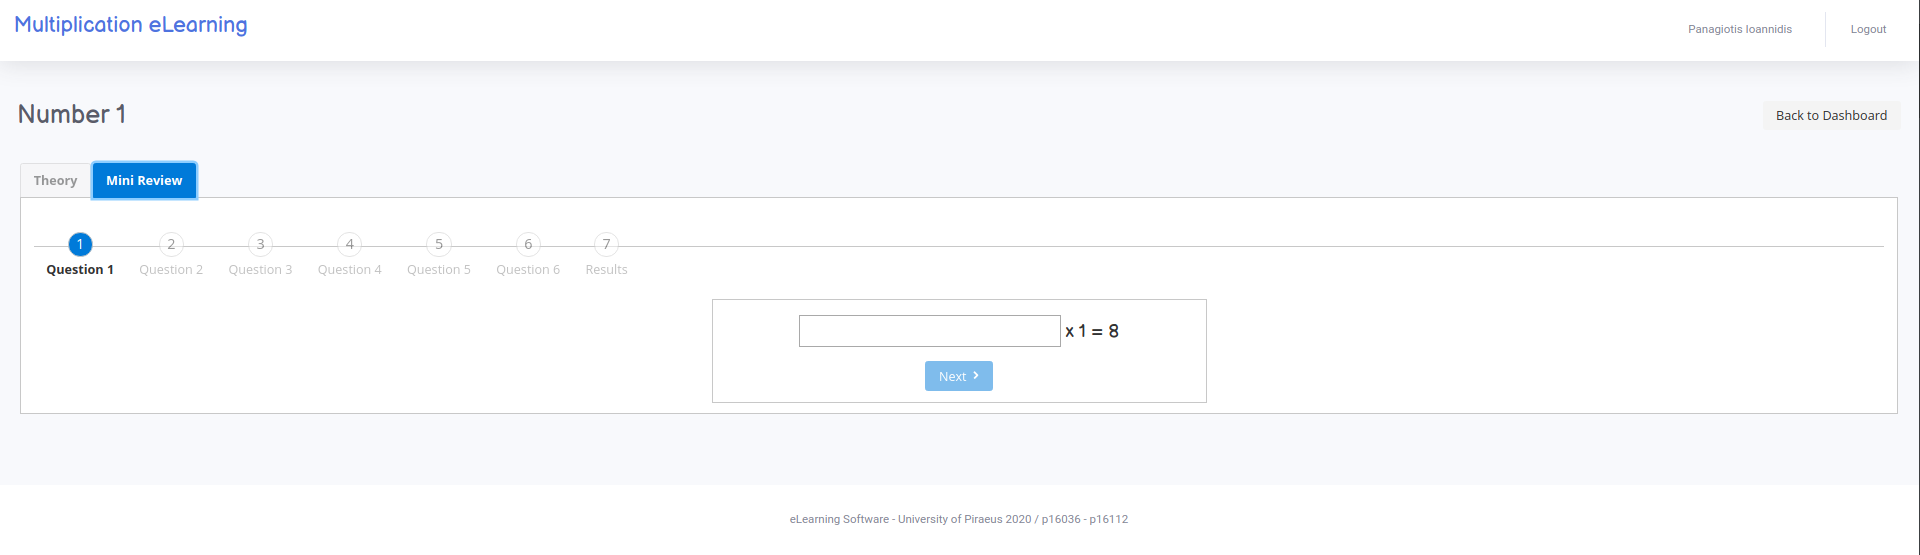 Multiplication eLearning
Panagiotis Ioannidis
Logout
Number 1
Back to Dashboard
Theory
Mini Review
1 2 3 4 5 6 7
Question 1 Question 2 Question 3 Question 4 Question 5 Question 6 Results
x 1 = 8
Next
eLearning Software - University of Piraeus 2020 / p16036 - p16112